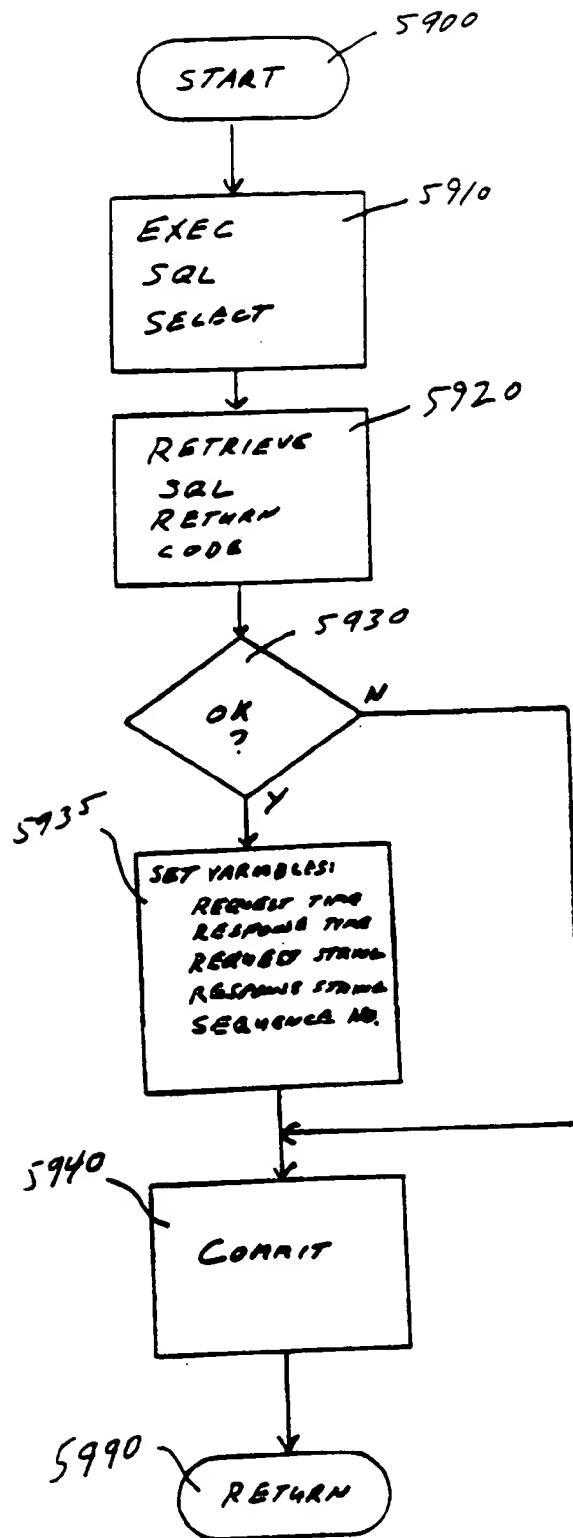 5900
START
5910
EXEC
SQL
SELECT
5920
RETRIEVE
SQL
RETURN
CODE
5930
OK
?
N
Y
5935
SET VARIABLES:
REQUEST TIME
RESPONSE TIME
REQUEST STRING
RESPONSE STRING
SEQUENCE NO.
5940
COMMIT
5990
RETURN